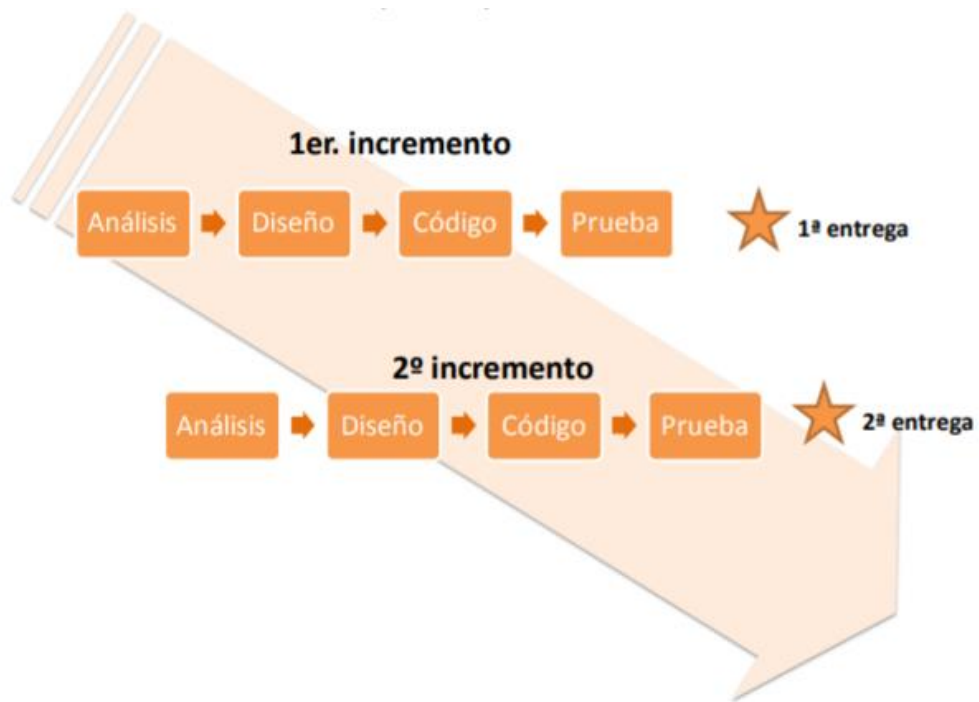 1er. incremento
Análisis Diseño Código Prueba
1ª entrega
2º incremento
Análisis Diseño Código Prueba
2ª entrega